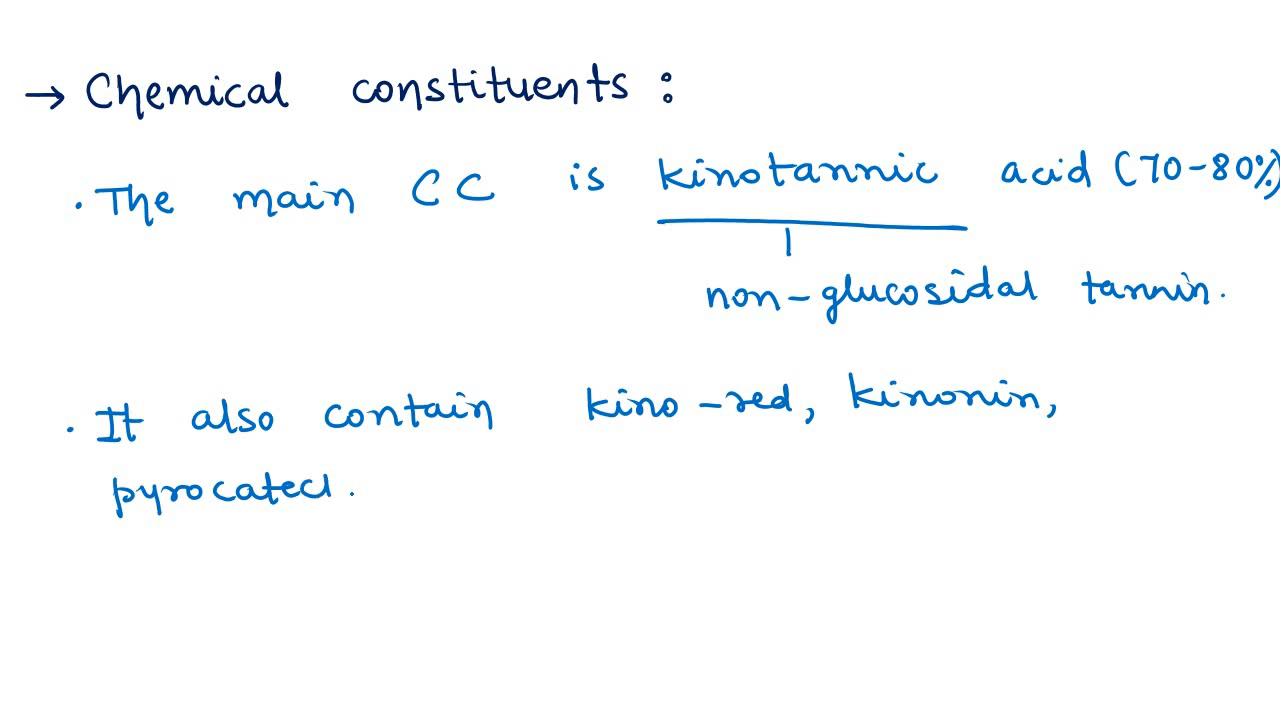 → Chemical constituents :
. The main CC is kinotannic acid (70-80%)
non-glucosidal tannin.
. It also contain kino-red, kinonin,
pyrocatecl.